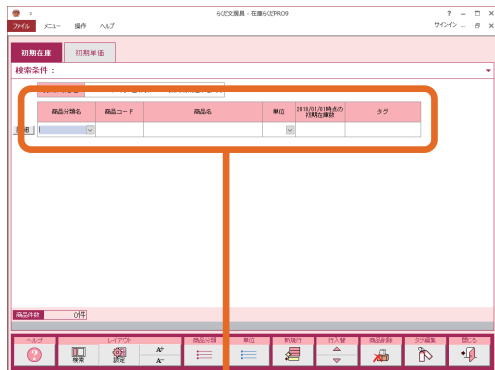 らくだ文房具 - 在庫らくだPRO9
ファイル メニュー 操作 ヘルプ
サインイン
初期在庫 初期単価
検索条件：
商品分類名 商品コード 商品名 単位 2018/01/01時点の初期在庫数 タグ
商品件数 0件
ヘルプ レイアウト 商品分類 単位 新規行 行入替 商品削除 タグ編集 閉じる
検索 設定 A+
A-